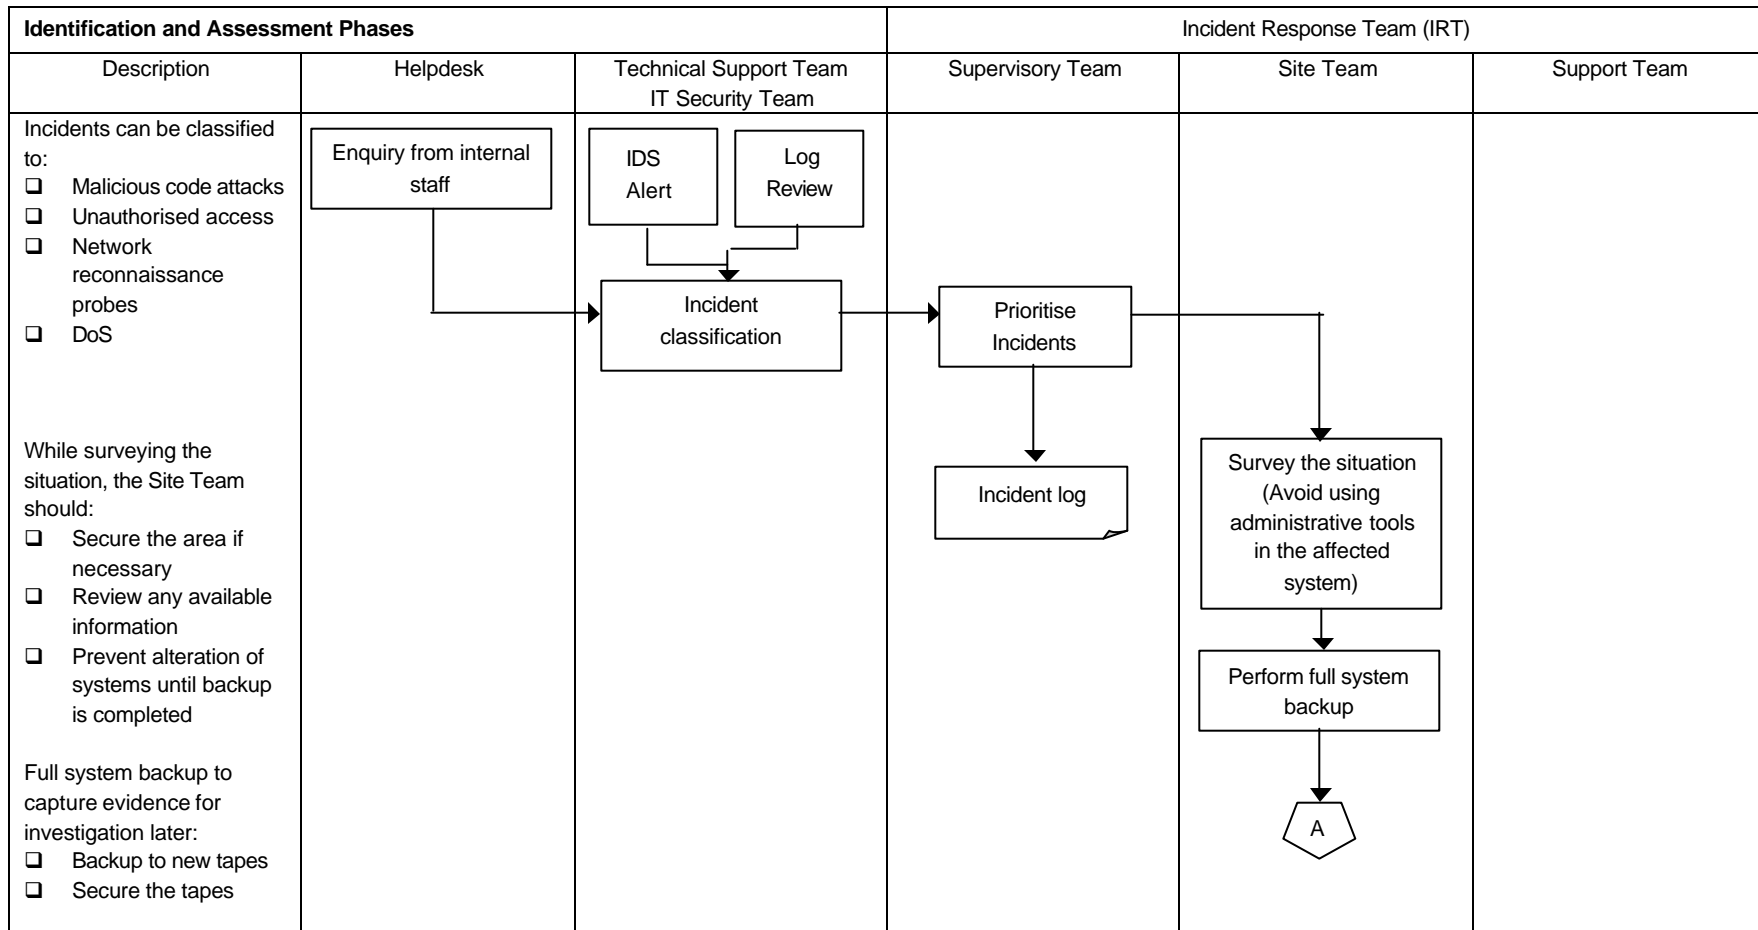 Identification and Assessment Phases
Incident Response Team (IRT)
Description
Helpdesk
Technical Support Team
IT Security Team
Supervisory Team
Site Team
Support Team
Incidents can be classified
to:
❑ Malicious code attacks
❑ Unauthorised access
❑ Network
reconnaissance
probes
❑ DoS
While surveying the
situation, the Site Team
should:
❑ Secure the area if
necessary
❑ Review any available
information
❑ Prevent alteration of
systems until backup
is completed
Full system backup to
capture evidence for
investigation later:
❑ Backup to new tapes
❑ Secure the tapes
Enquiry from internal
staff
IDS
Alert
Log
Review
Incident
classification
Prioritise
Incidents
Incident log
Survey the situation
(Avoid using
administrative tools
in the affected
system)
Perform full system
backup
A